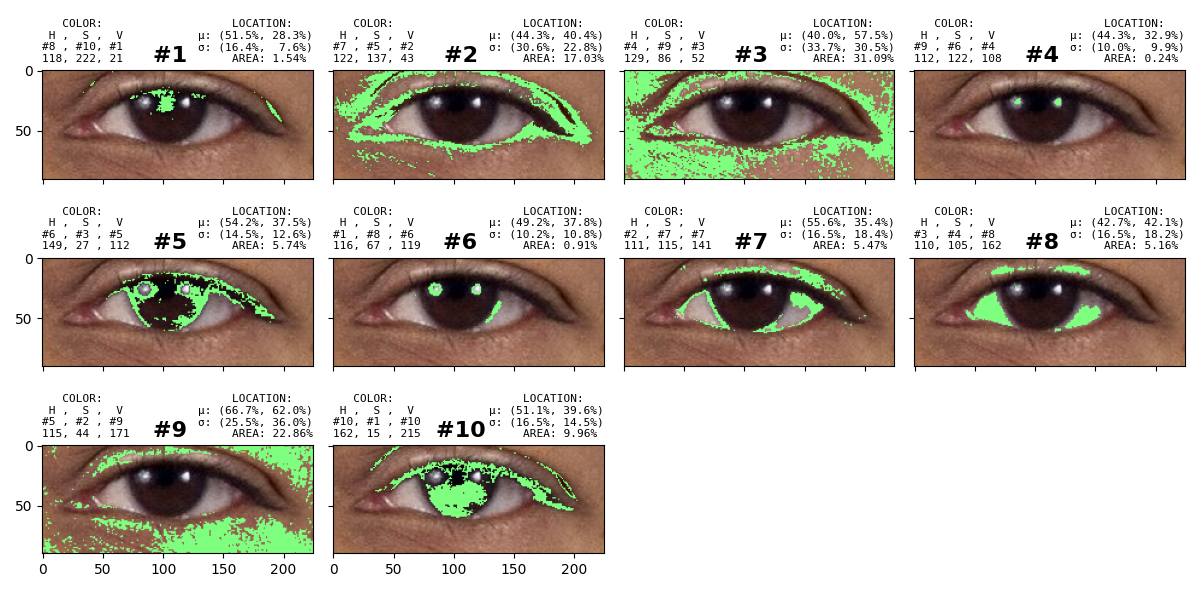 COLOR: LOCATION:
H , S , V μ: (51.5%, 28.3%)
#8 , #10, #1 σ: (16.4%, 7.6%)
118, 222, 21 #1 AREA: 1.54%
COLOR: LOCATION:
H , S , V μ: (44.3%, 40.4%)
#7 , #5 , #2 σ: (30.6%, 22.8%)
122, 137, 43 #2 AREA: 17.03%
COLOR: LOCATION:
H , S , V μ: (40.0%, 57.5%)
#4 , #9 , #3 σ: (33.7%, 30.5%)
129, 86 , 52 #3 AREA: 31.09%
COLOR: LOCATION:
H , S , V μ: (44.3%, 32.9%)
#9 , #6 , #4 σ: (10.0%, 9.9%)
112, 122, 108 #4 AREA: 0.24%
0
50
COLOR: LOCATION:
H , S , V μ: (54.2%, 37.5%)
#6 , #3 , #5 σ: (14.5%, 12.6%)
149, 27 , 112 #5 AREA: 5.74%
COLOR: LOCATION:
H , S , V μ: (49.2%, 37.8%)
#1 , #8 , #6 σ: (10.2%, 10.8%)
116, 67 , 119 #6 AREA: 0.91%
COLOR: LOCATION:
H , S , V μ: (55.6%, 35.4%)
#2 , #7 , #7 σ: (16.5%, 18.4%)
111, 115, 141 #7 AREA: 5.47%
COLOR: LOCATION:
H , S , V μ: (42.7%, 42.1%)
#3 , #4 , #8 σ: (16.5%, 18.2%)
110, 105, 162 #8 AREA: 5.16%
0
50
COLOR: LOCATION:
H , S , V μ: (66.7%, 62.0%)
#5 , #2 , #9 σ: (25.5%, 36.0%)
115, 44 , 171 #9 AREA: 22.86%
COLOR: LOCATION:
H , S , V μ: (51.1%, 39.6%)
#10, #1 , #10 σ: (16.5%, 14.5%)
162, 15 , 215 #10 AREA: 9.96%
0
50
0 50 100 150 200
0 50 100 150 200